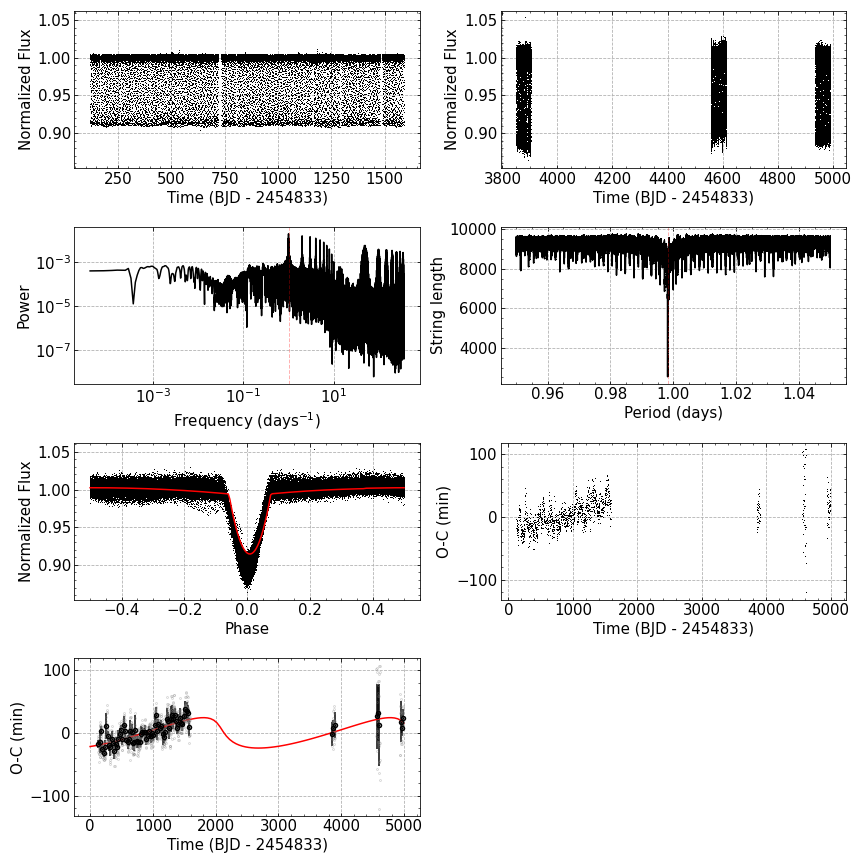 1.05
1.00
0.95
0.90
Normalized Flux
250 500 750 1000 1250 1500
Time (BJD - 2454833)
1.05
1.00
0.95
0.90
Normalized Flux
3800 4000 4200 4400 4600 4800 5000
Time (BJD - 2454833)
10⁻³
10⁻⁵
10⁻⁷
Power
10⁻³ 10⁻¹ 10¹
Frequency (days⁻¹)
10000
8000
6000
4000
String length
0.96 0.98 1.00 1.02 1.04
Period (days)
1.05
1.00
0.95
0.90
Normalized Flux
−0.4 −0.2 0.0 0.2 0.4
Phase
100
0
−100
O-C (min)
0 1000 2000 3000 4000 5000
Time (BJD - 2454833)
100
0
−100
O-C (min)
0 1000 2000 3000 4000 5000
Time (BJD - 2454833)